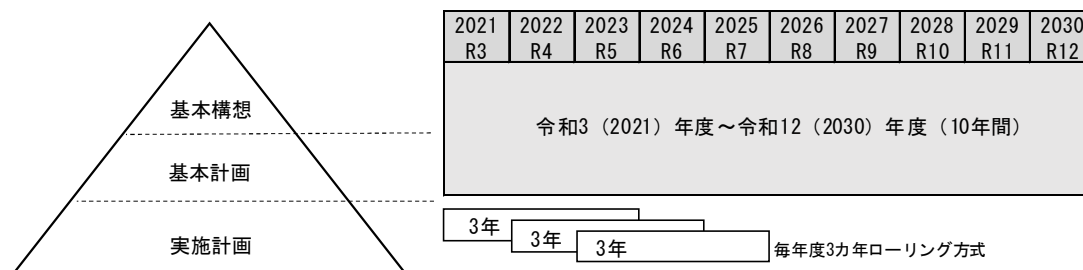 2021 2022 2023 2024 2025 2026 2027 2028 2029 2030
R3 R4 R5 R6 R7 R8 R9 R10 R11 R12
基本構想
令和3（2021）年度～令和12（2030）年度（10年間）
基本計画
3年
3年
3年
実施計画
毎年度3カ年ローリング方式